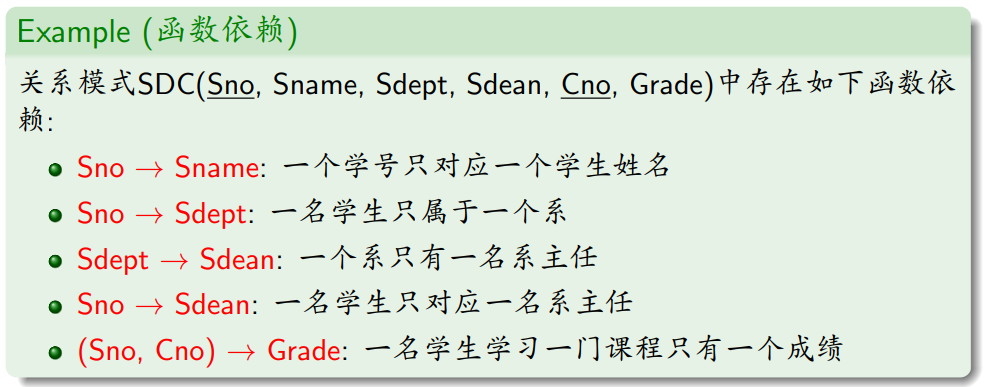 Example (函数依赖)
关系模式SDC(Sno, Sname, Sdept, Sdean, Cno, Grade)中存在如下函数依
赖:
Sno → Sname: 一个学号只对应一个学生姓名
Sno → Sdept: 一名学生只属于一个系
Sdept → Sdean: 一个系只有一名系主任
Sno → Sdean: 一名学生只对应一名系主任
(Sno, Cno) → Grade: 一名学生学习一门课程只有一个成绩